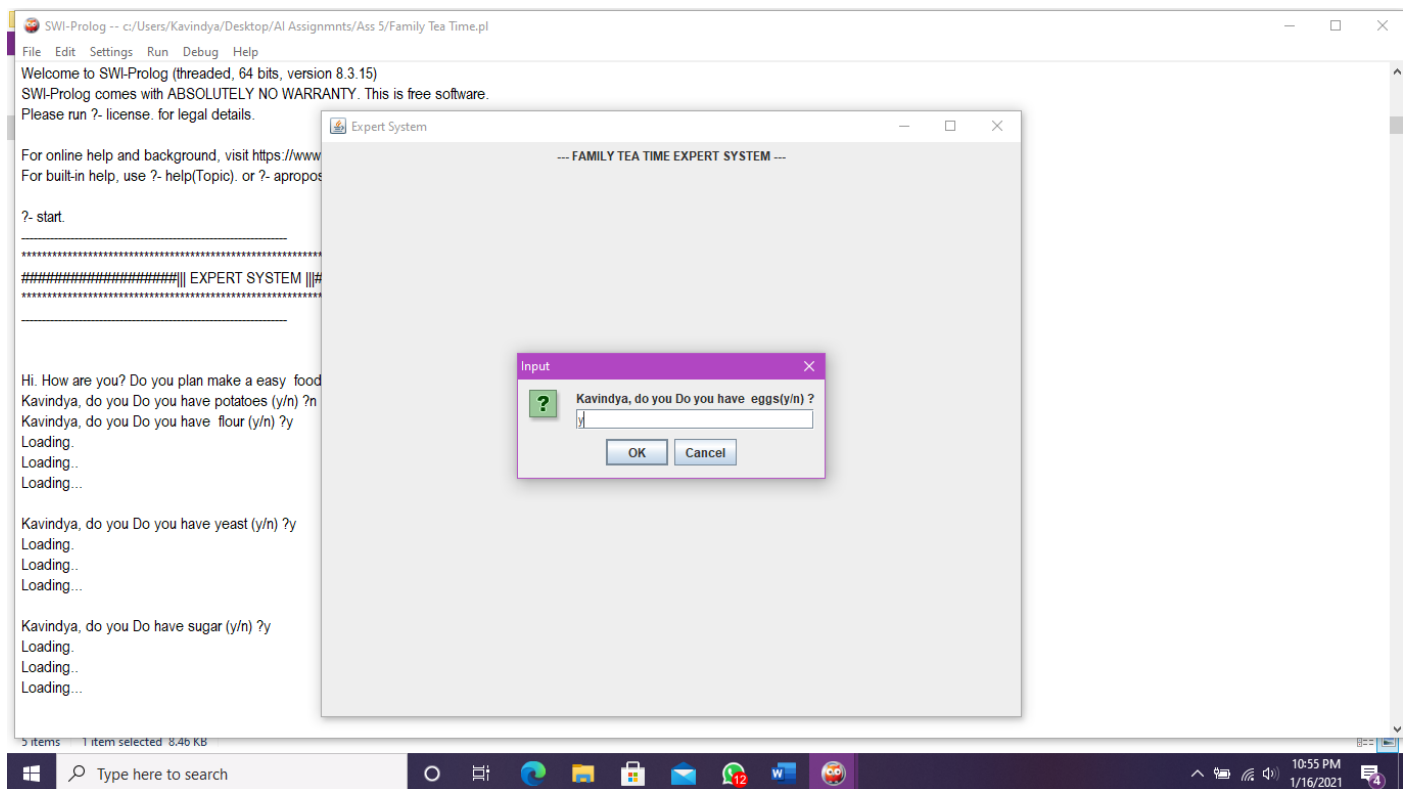 SWI-Prolog -- c:/Users/Kavindya/Desktop/AI Assignmnts/Ass 5/Family Tea Time.pl
File Edit Settings Run Debug Help
Welcome to SWI-Prolog (threaded, 64 bits, version 8.3.15)
SWI-Prolog comes with ABSOLUTELY NO WARRANTY. This is free software.
Please run ?- license. for legal details.
For online help and background, visit https://www
For built-in help, use ?- help(Topic). or ?- apropos
?- start.
----------------------------------------------------------------
************************************************************
#####################||| EXPERT SYSTEM |||#
************************************************************
----------------------------------------------------------------
Hi. How are you? Do you plan make a easy food
Kavindya, do you Do you have potatoes (y/n) ?n
Kavindya, do you Do you have flour (y/n) ?y
Loading.
Loading..
Loading...
Kavindya, do you Do you have yeast (y/n) ?y
Loading.
Loading..
Loading...
Kavindya, do you Do have sugar (y/n) ?y
Loading.
Loading..
Loading...
Expert System
--- FAMILY TEA TIME EXPERT SYSTEM ---
Input
?
Kavindya, do you Do you have eggs(y/n) ?
y
OK Cancel
5 items 1 item selected 8.46 KB
Type here to search
12
W
10:55 PM
1/16/2021
4